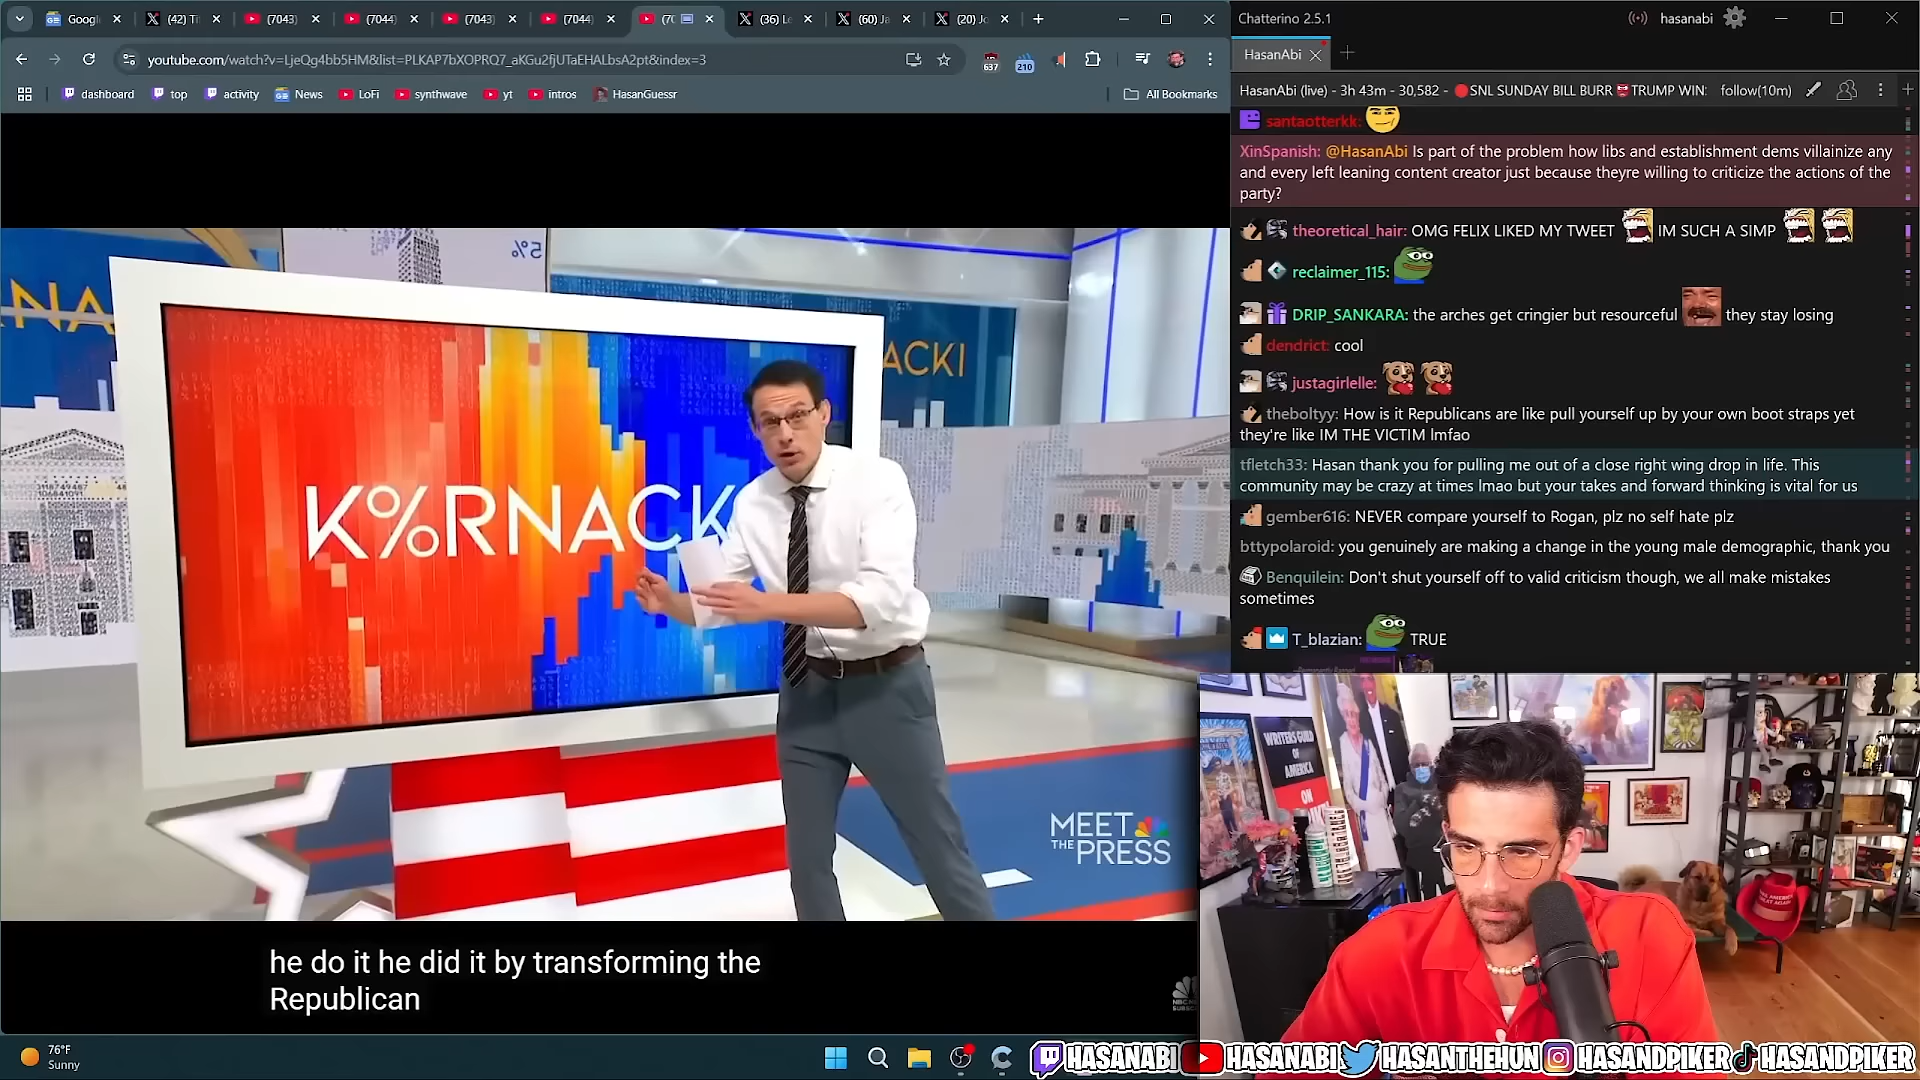 Googl
(42) Ti
(7043)
(7044)
(7043)
(7044)
(70
(36) Le
(60) Ja
(20) Jo
youtube.com/watch?v=LjeQg4bb5HM&list=PLKAP7bXOPRQ7_aKGu2fjUTaEHALbsA2pt&index=3
637
210
dashboard
top
activity
News
LoFi
synthwave
yt
intros
HasanGuessr
All Bookmarks
5%
RNA
ACKI
K%RNACK
MEET
THE PRESS
he do it he did it by transforming the
Republican
76°F
Sunny
Chatterino 2.5.1
hasanabi
HasanAbi
HasanAbi (live) - 3h 43m - 30,582 - SNL SUNDAY BILL BURR TRUMP WIN:
follow(10m)
santaotterkk:
XinSpanish: @HasanAbi Is part of the problem how libs and establishment dems villainize any
and every left leaning content creator just because theyre willing to criticize the actions of the
party?
theoretical_hair: OMG FELIX LIKED MY TWEET IM SUCH A SIMP
reclaimer_115:
DRIP_SANKARA: the arches get cringier but resourceful they stay losing
dendrict: cool
justagirlelle:
theboltyy: How is it Republicans are like pull yourself up by your own boot straps yet
they're like IM THE VICTIM lmfao
tfletch33: Hasan thank you for pulling me out of a close right wing drop in life. This
community may be crazy at times lmao but your takes and forward thinking is vital for us
gember616: NEVER compare yourself to Rogan, plz no self hate plz
bttypolaroid: you genuinely are making a change in the young male demographic, thank you
Benquilein: Don't shut yourself off to valid criticism though, we all make mistakes
sometimes
T_blazian: TRUE
WRITERS GUILD
OF
AMERICA
ON
HASANABI
HASANABI
HASANTHEHUN
HASANDPIKER
HASANDPIKER